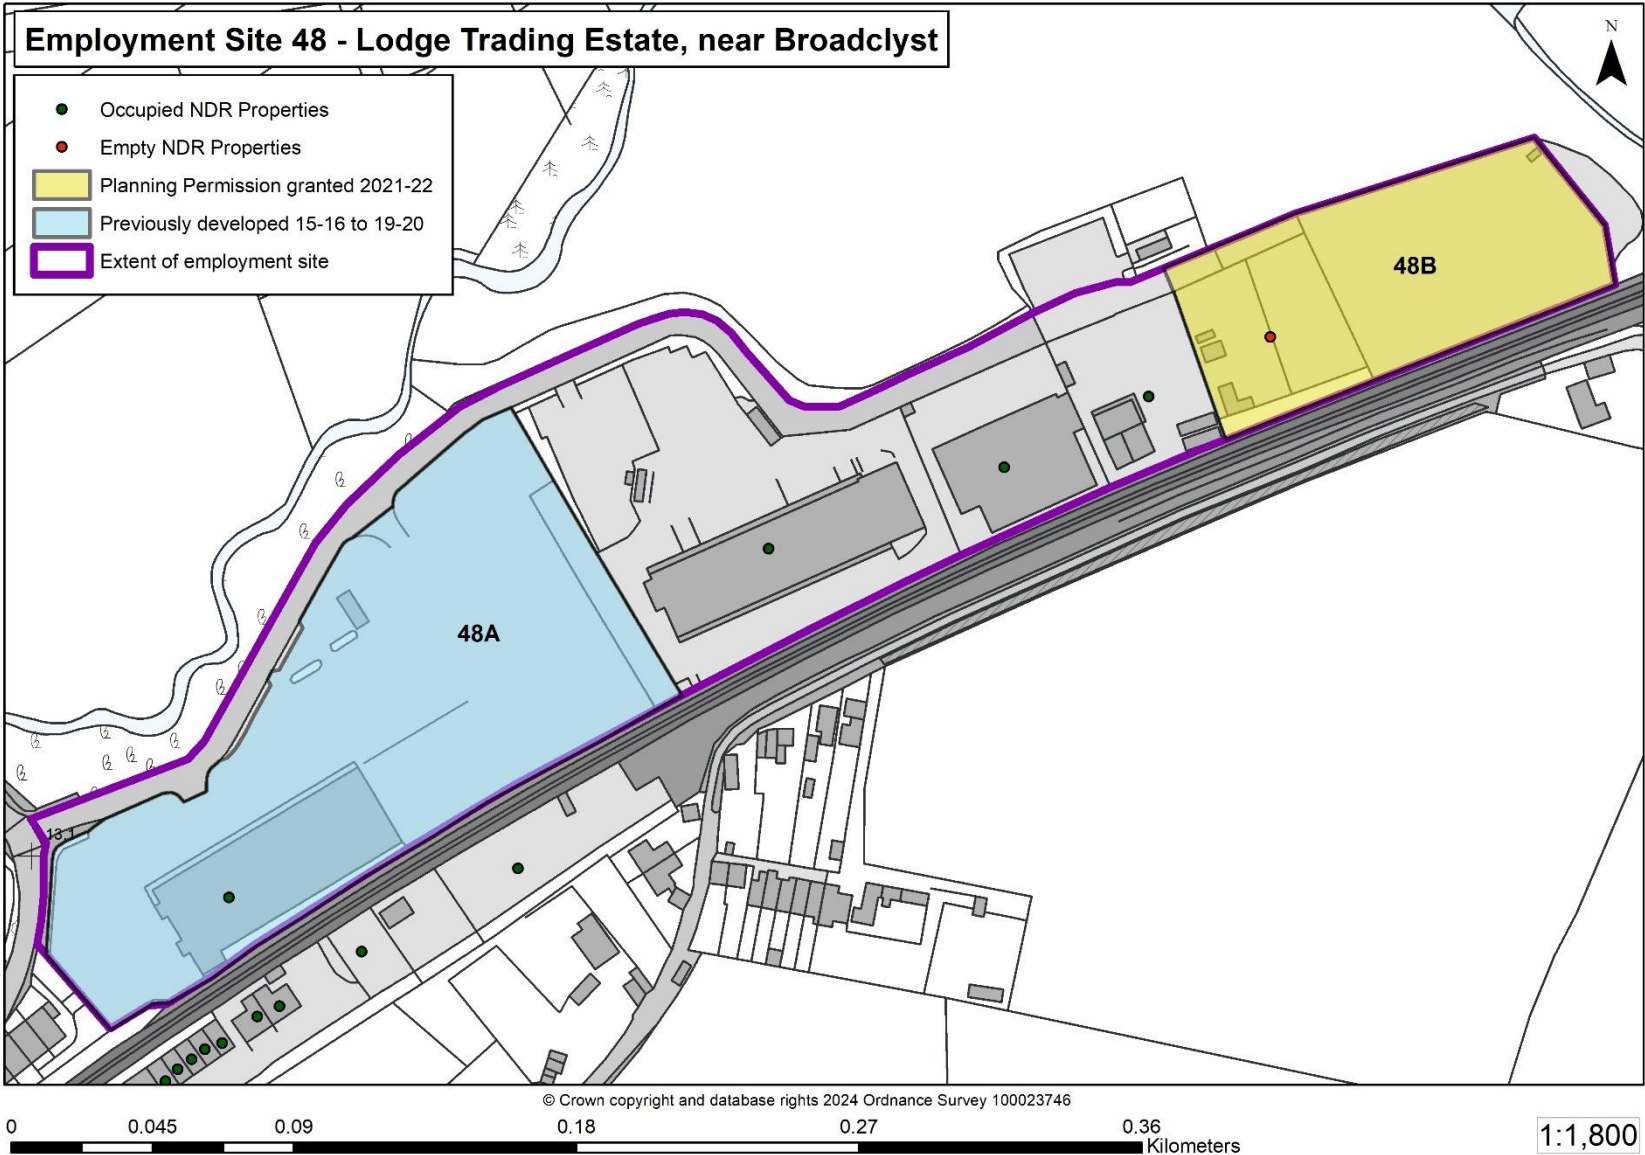 Employment Site 48 - Lodge Trading Estate, near Broadclyst
N
Occupied NDR Properties
Empty NDR Properties
Planning Permission granted 2021-22
Previously developed 15-16 to 19-20
Extent of employment site
48B
48A
13.1
© Crown copyright and database rights 2024 Ordnance Survey 100023746
0 0.045 0.09 0.18 0.27 0.36
Kilometers
1:1,800